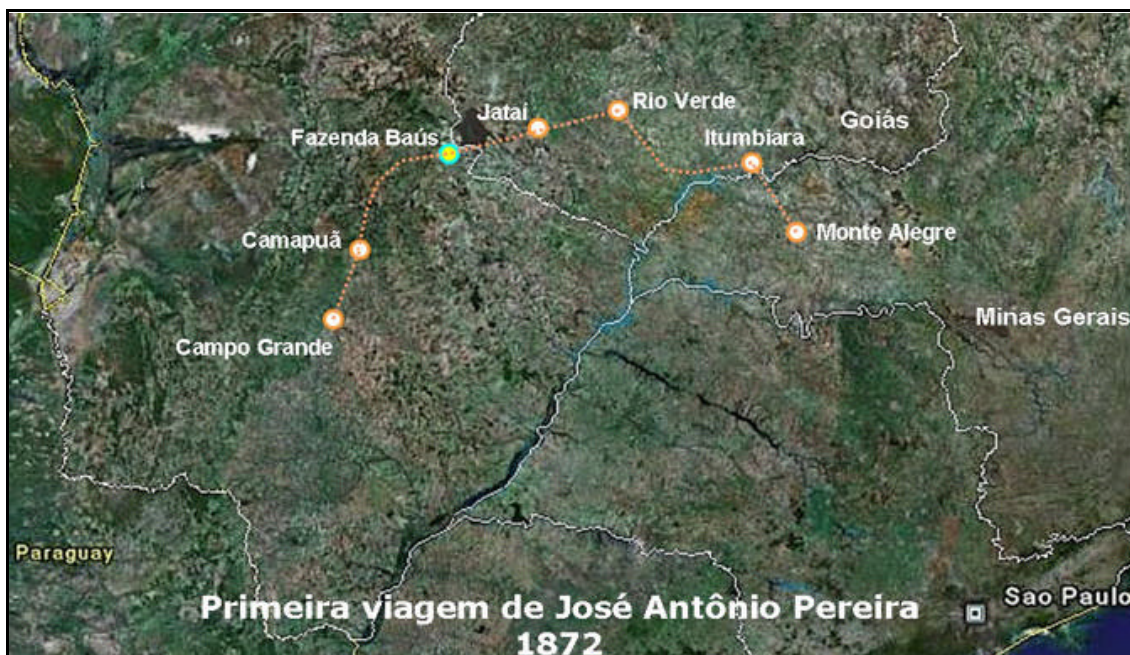 Rio Verde
Jataí
Goiás
Fazenda Baús
Itumbiara
Monte Alegre
Camapuã
Minas Gerais
Campo Grande
Paraguay
Sao Paulo
Primeira viagem de José Antônio Pereira
1872